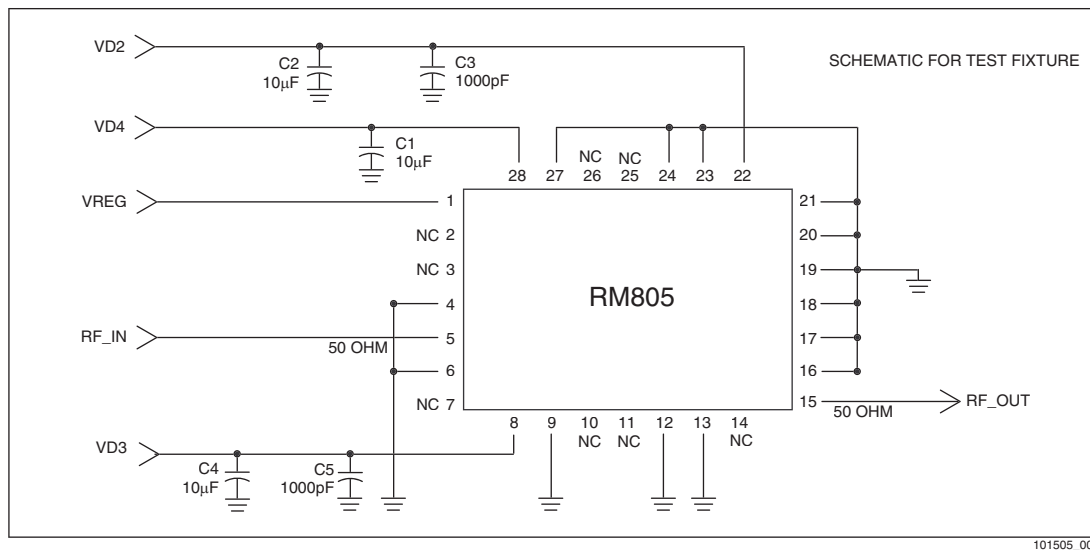 VD2
C2
10µF
C3
1000pF
SCHEMATIC FOR TEST FIXTURE
VD4
C1
10µF
NC
NC
28
27
26
25
24
23
22
VREG
1
21
NC 2
20
NC 3
19
RM805
4
18
RF_IN
50 OHM
5
17
6
16
NC 7
15
50 OHM
RF_OUT
8
9
10
11
12
13
14
NC
NC
NC
VD3
C4
10µF
C5
1000pF